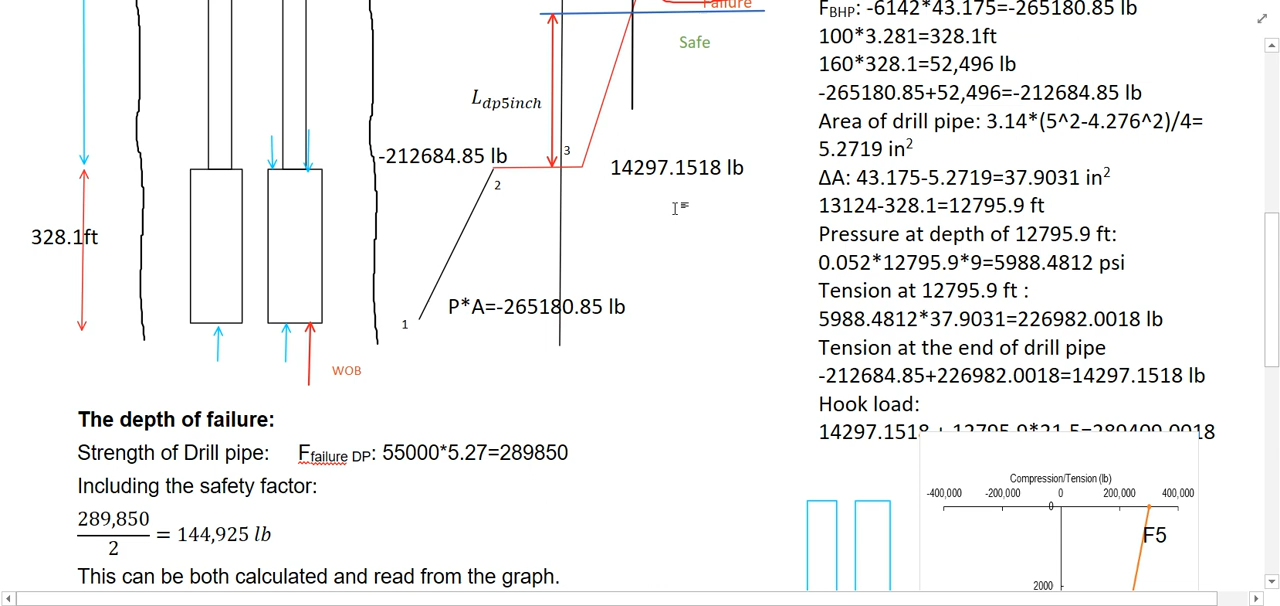 Failure
Safe
L_dp5inch
-212684.85 lb
3
2
14297.1518 lb
328.1ft
P*A=-265180.85 lb
1
WOB
The depth of failure:
Strength of Drill pipe: F_failure DP: 55000*5.27=289850
Including the safety factor:
289,850
2
= 144,925 lb
This can be both calculated and read from the graph.
F_BHP: -6142*43.175=-265180.85 lb
100*3.281=328.1ft
160*328.1=52,496 lb
-265180.85+52,496=-212684.85 lb
Area of drill pipe: 3.14*(5^2-4.276^2)/4=
5.2719 in²
ΔA: 43.175-5.2719=37.9031 in²
13124-328.1=12795.9 ft
Pressure at depth of 12795.9 ft:
0.052*12795.9*9=5988.4812 psi
Tension at 12795.9 ft :
5988.4812*37.9031=226982.0018 lb
Tension at the end of drill pipe
-212684.85+226982.0018=14297.1518 lb
Hook load:
14297.1518 + 12795.9*21.5=289409.0018
Compression/Tension (lb)
-400,000 -200,000 0 200,000 400,000
0
F5
2000